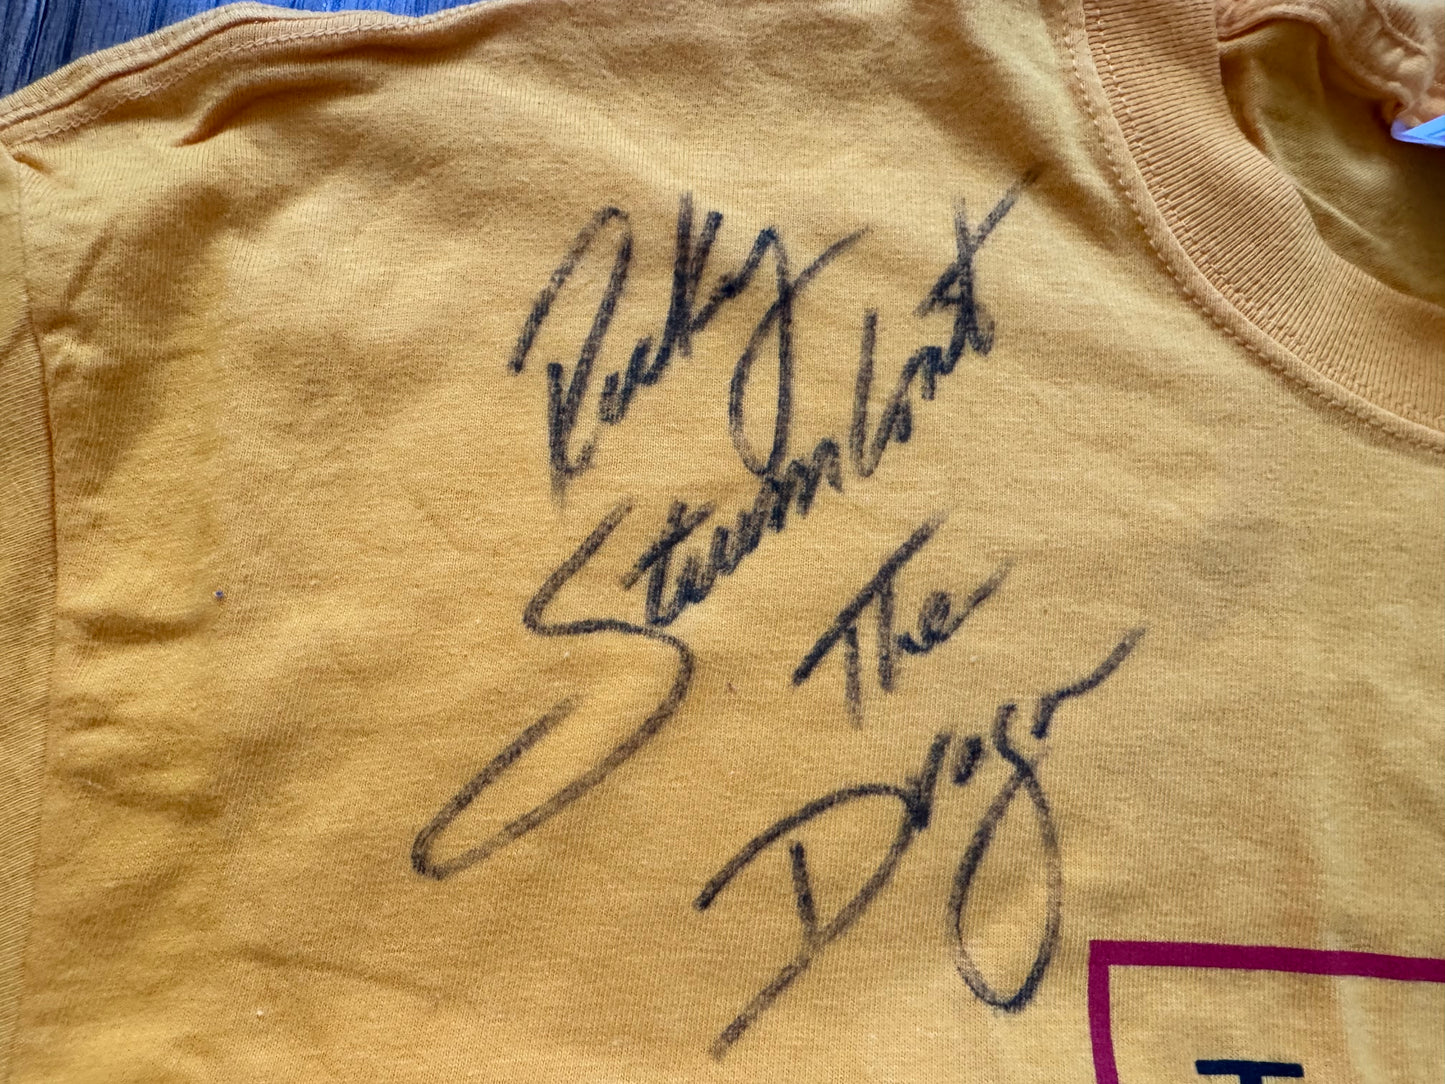 Ricky
Steamboat
The
Dragon
T